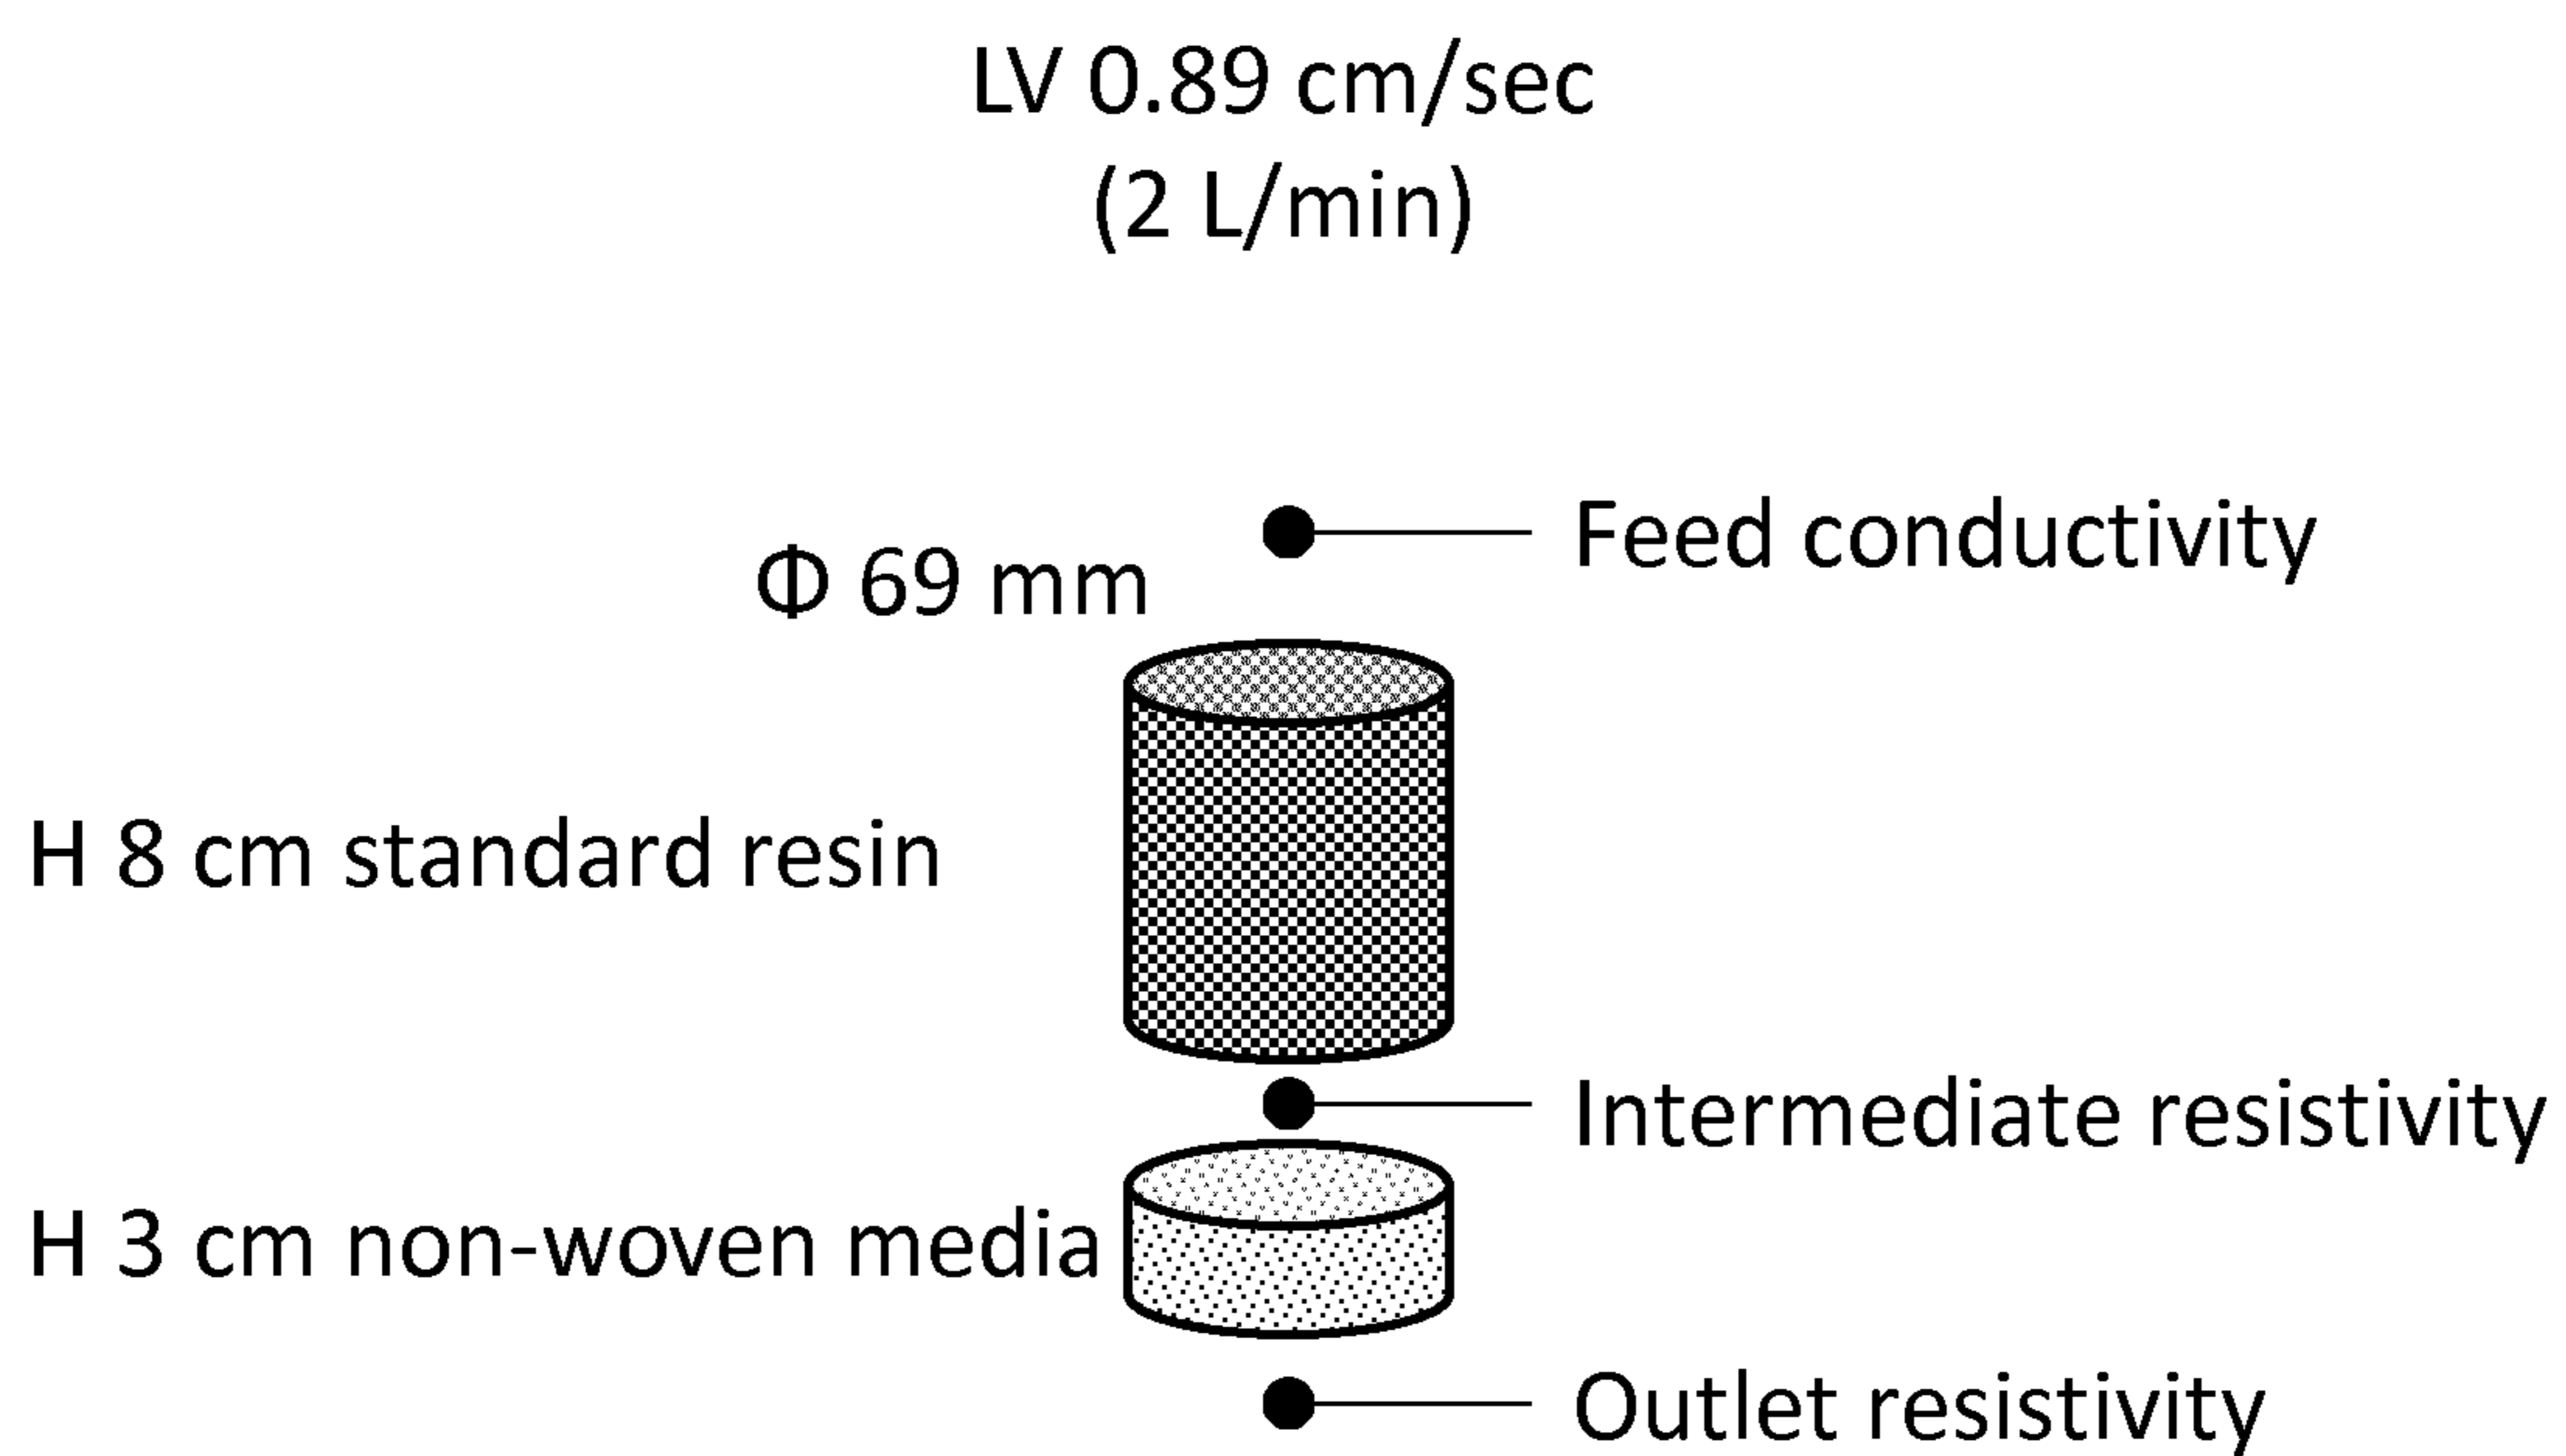 LV 0.89 cm/sec
(2 L/min)
Feed conductivity
Φ 69 mm
H 8 cm standard resin
Intermediate resistivity
H 3 cm non-woven media
Outlet resistivity